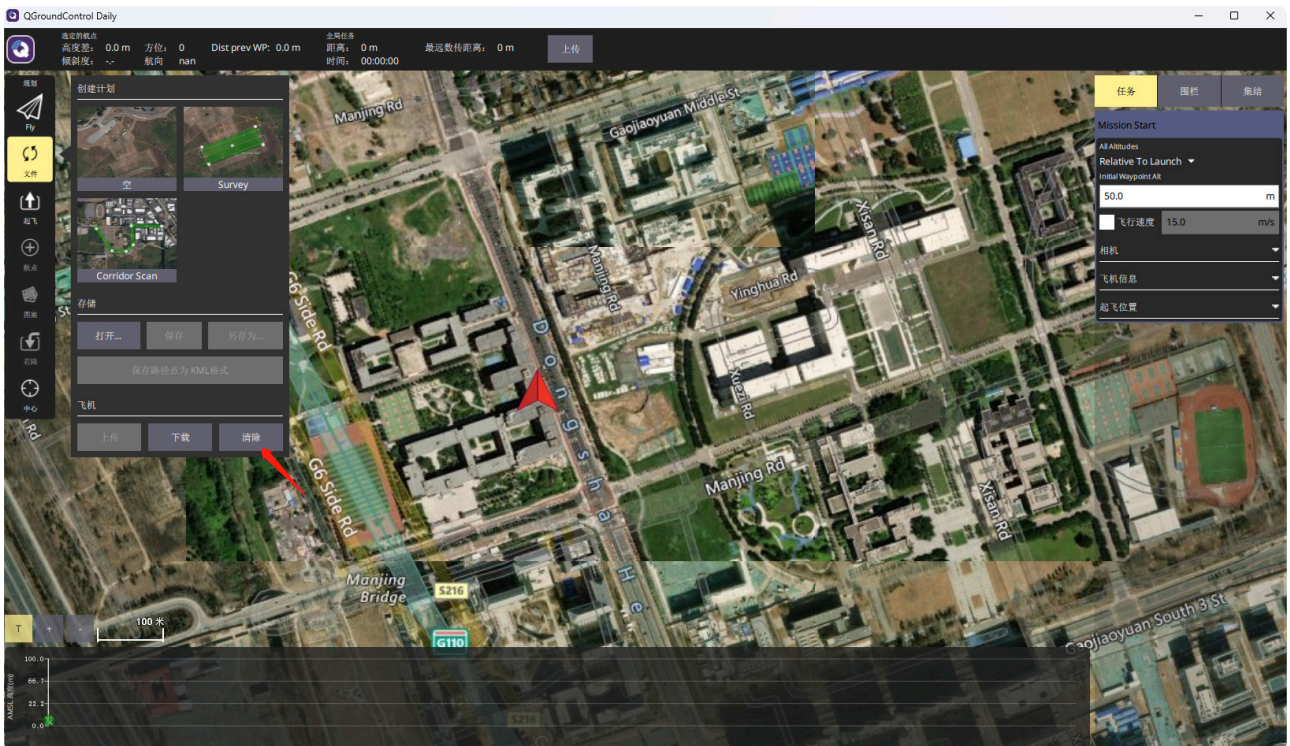 QGroundControl Daily
选定的航点
高度差： 0.0 m 方位： 0 Dist prev WP: 0.0 m
倾斜度： -.- 航向 nan
全局任务
距离： 0 m 最远数传距离： 0 m
时间： 00:00:00
上传
规划
Fly
文件
起飞
航点
图案
着陆
中心
创建计划
空
Survey
Corridor Scan
存储
打开...
保存
另存为...
保存路径点为 KML格式
飞机
上传
下载
清除
任务
围栏
集结
Mission Start
All Altitudes
Relative To Launch
Initial Waypoint Alt
50.0 m
飞行速度 15.0 m/s
相机
飞机信息
起飞位置
Manjing Rd
Gaojiaoyuan Middle St
Xisan Rd
Manjing Rd
Yinghua Rd
G6 Side Rd
Dongsha He
Xuezi Rd
Manjing Rd
G6 Side Rd
Xisan Rd
St
Rd
Manjing
Bridge
S216
G110
Gaojiaoyuan South 3 St
S216
T + -
100 米
AMSL 高度(m)
100.0
66.7
0.0